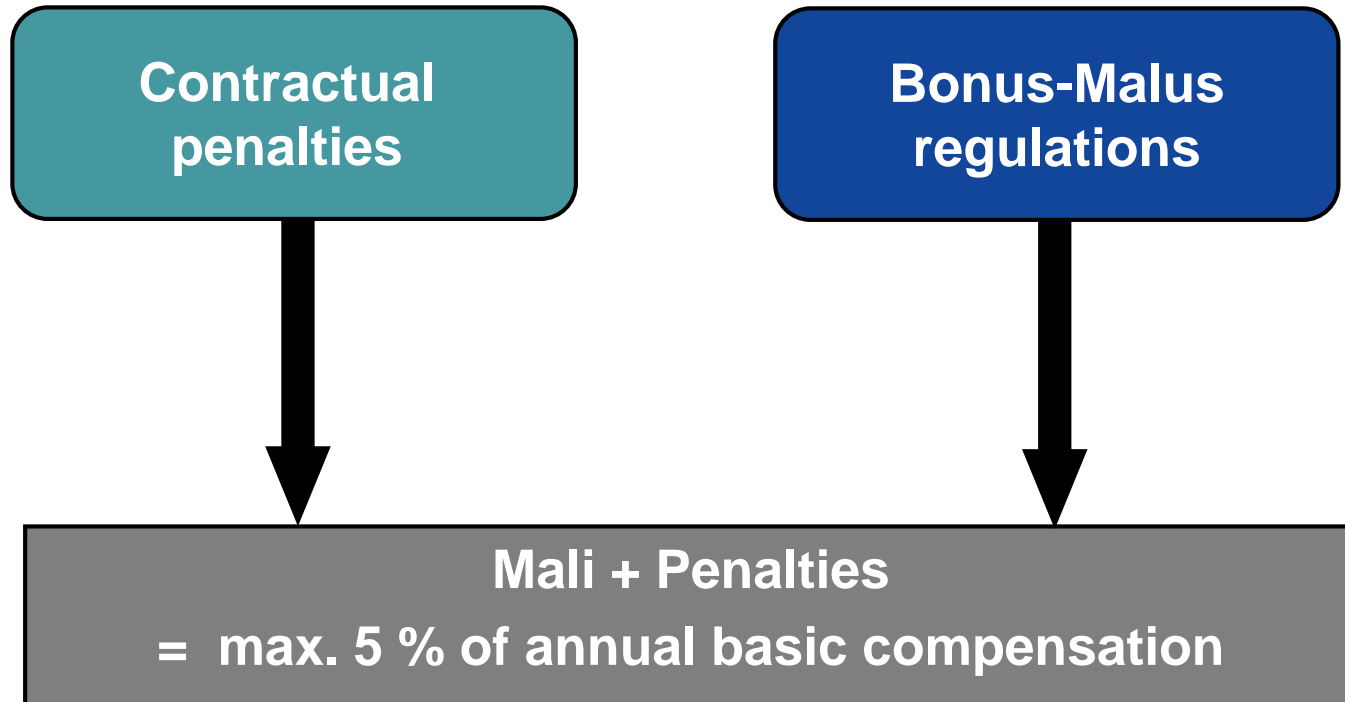 Contractual
penalties
Bonus-Malus
regulations
Mali + Penalties
= max. 5 % of annual basic compensation